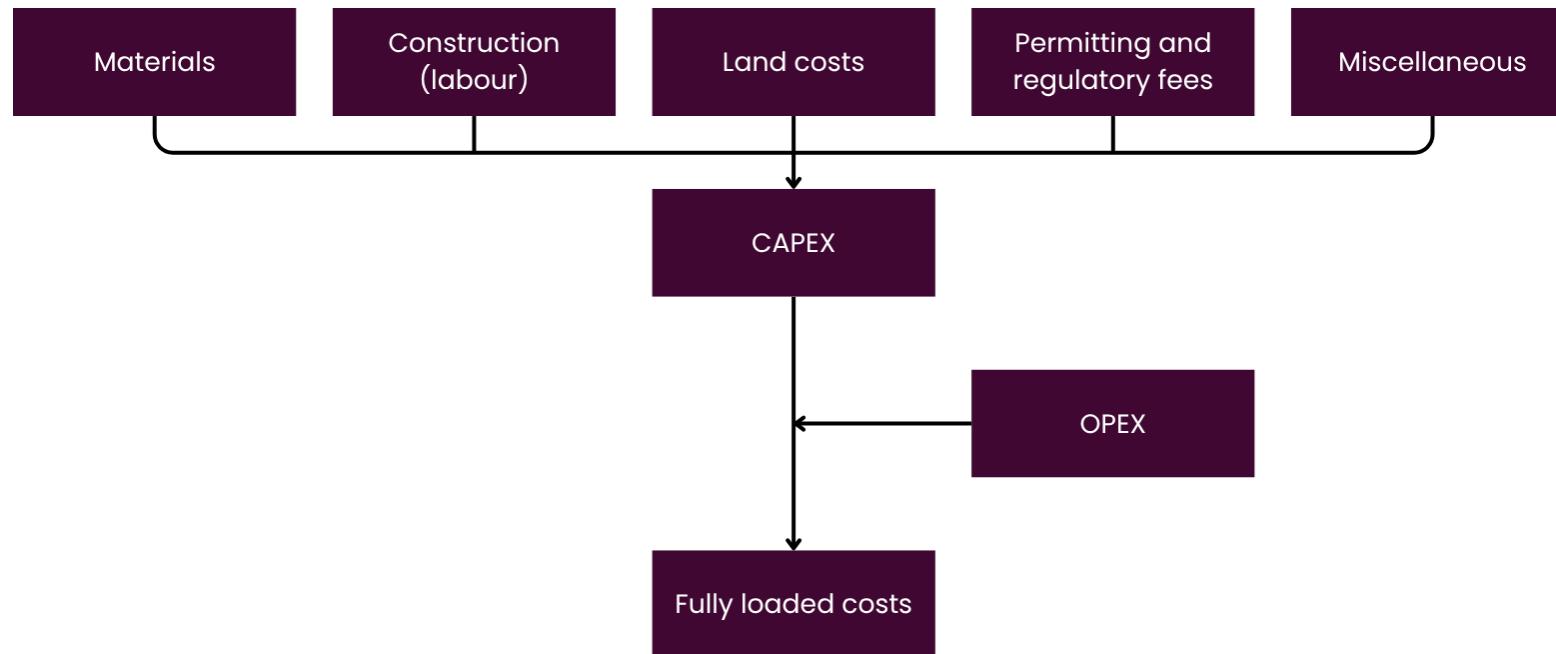 Materials
Construction
(labour)
Land costs
Permitting and
regulatory fees
Miscellaneous
CAPEX
OPEX
Fully loaded costs